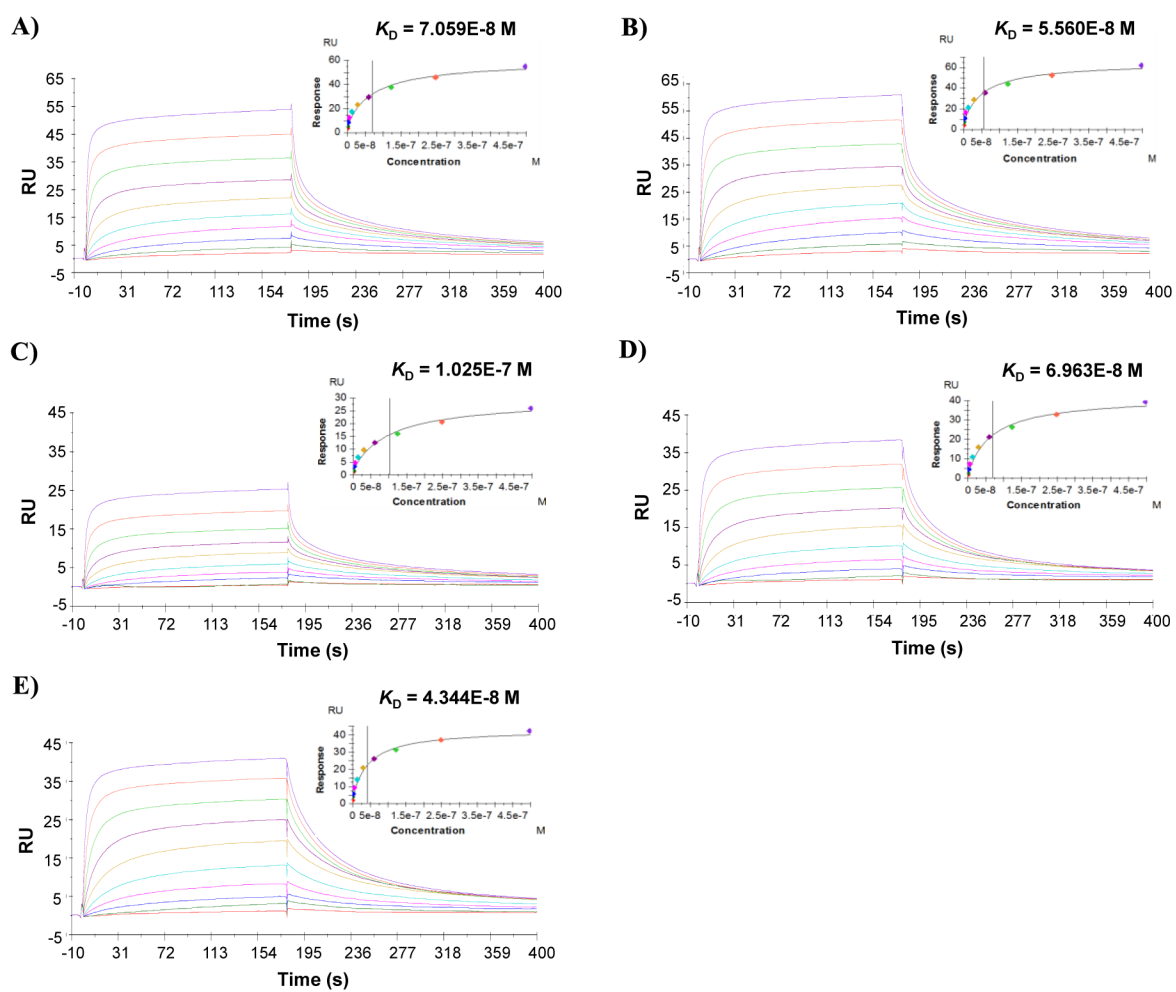 A)
K_D = 7.059E-8 M
RU
60
40
20
0
Response
0 5e-8 1.5e-7 2.5e-7 3.5e-7 4.5e-7
Concentration M
65
55
45
35
25
15
5
-5
RU
-10 31 72 113 154 195 236 277 318 359 400
Time (s)
B)
K_D = 5.560E-8 M
RU
60
40
20
0
Response
0 5e-8 1.5e-7 2.5e-7 3.5e-7 4.5e-7
Concentration M
65
55
45
35
25
15
5
-5
RU
-10 31 72 113 154 195 236 277 318 359 400
Time (s)
C)
K_D = 1.025E-7 M
RU
30
25
20
15
10
5
0
Response
0 5e-8 1.5e-7 2.5e-7 3.5e-7 4.5e-7
Concentration M
45
35
25
15
5
-5
RU
-10 31 72 113 154 195 236 277 318 359 400
Time (s)
D)
K_D = 6.963E-8 M
RU
40
30
20
10
0
Response
0 5e-8 1.5e-7 2.5e-7 3.5e-7 4.5e-7
Concentration M
45
35
25
15
5
-5
RU
-10 31 72 113 154 195 236 277 318 359 400
Time (s)
E)
K_D = 4.344E-8 M
RU
40
30
20
10
0
Response
0 5e-8 1.5e-7 2.5e-7 3.5e-7 4.5e-7
Concentration M
45
35
25
15
5
-5
RU
-10 31 72 113 154 195 236 277 318 359 400
Time (s)